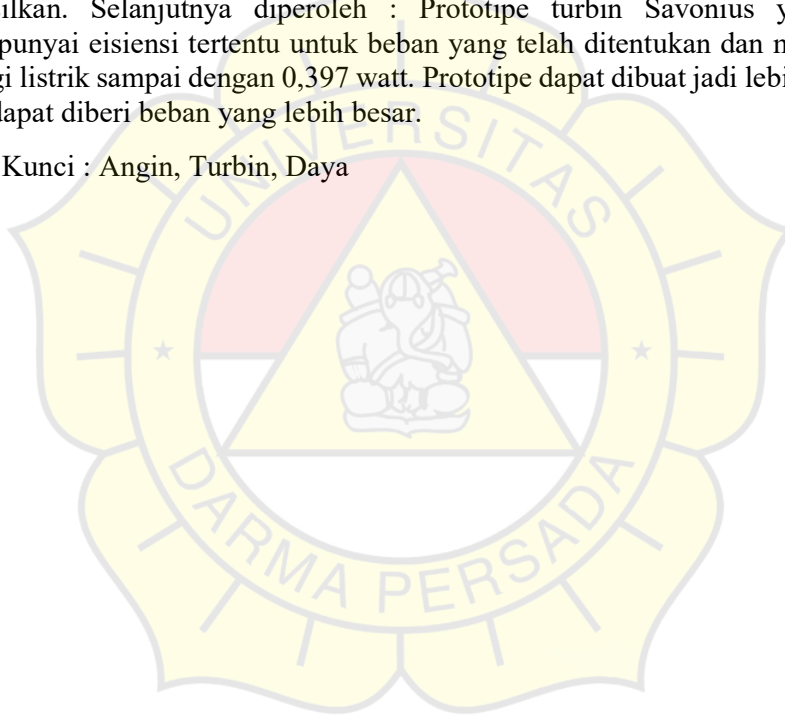 ilkan. Selanjutnya diperoleh : Prototipe turbin Savonius y
punyai eisiensi tertentu untuk beban yang telah ditentukan dan m
gi listrik sampai dengan 0,397 watt. Prototipe dapat dibuat jadi lebi
dapat diberi beban yang lebih besar.
Kunci : Angin, Turbin, Daya
UNIVERSITAS
DARMA PERSADA